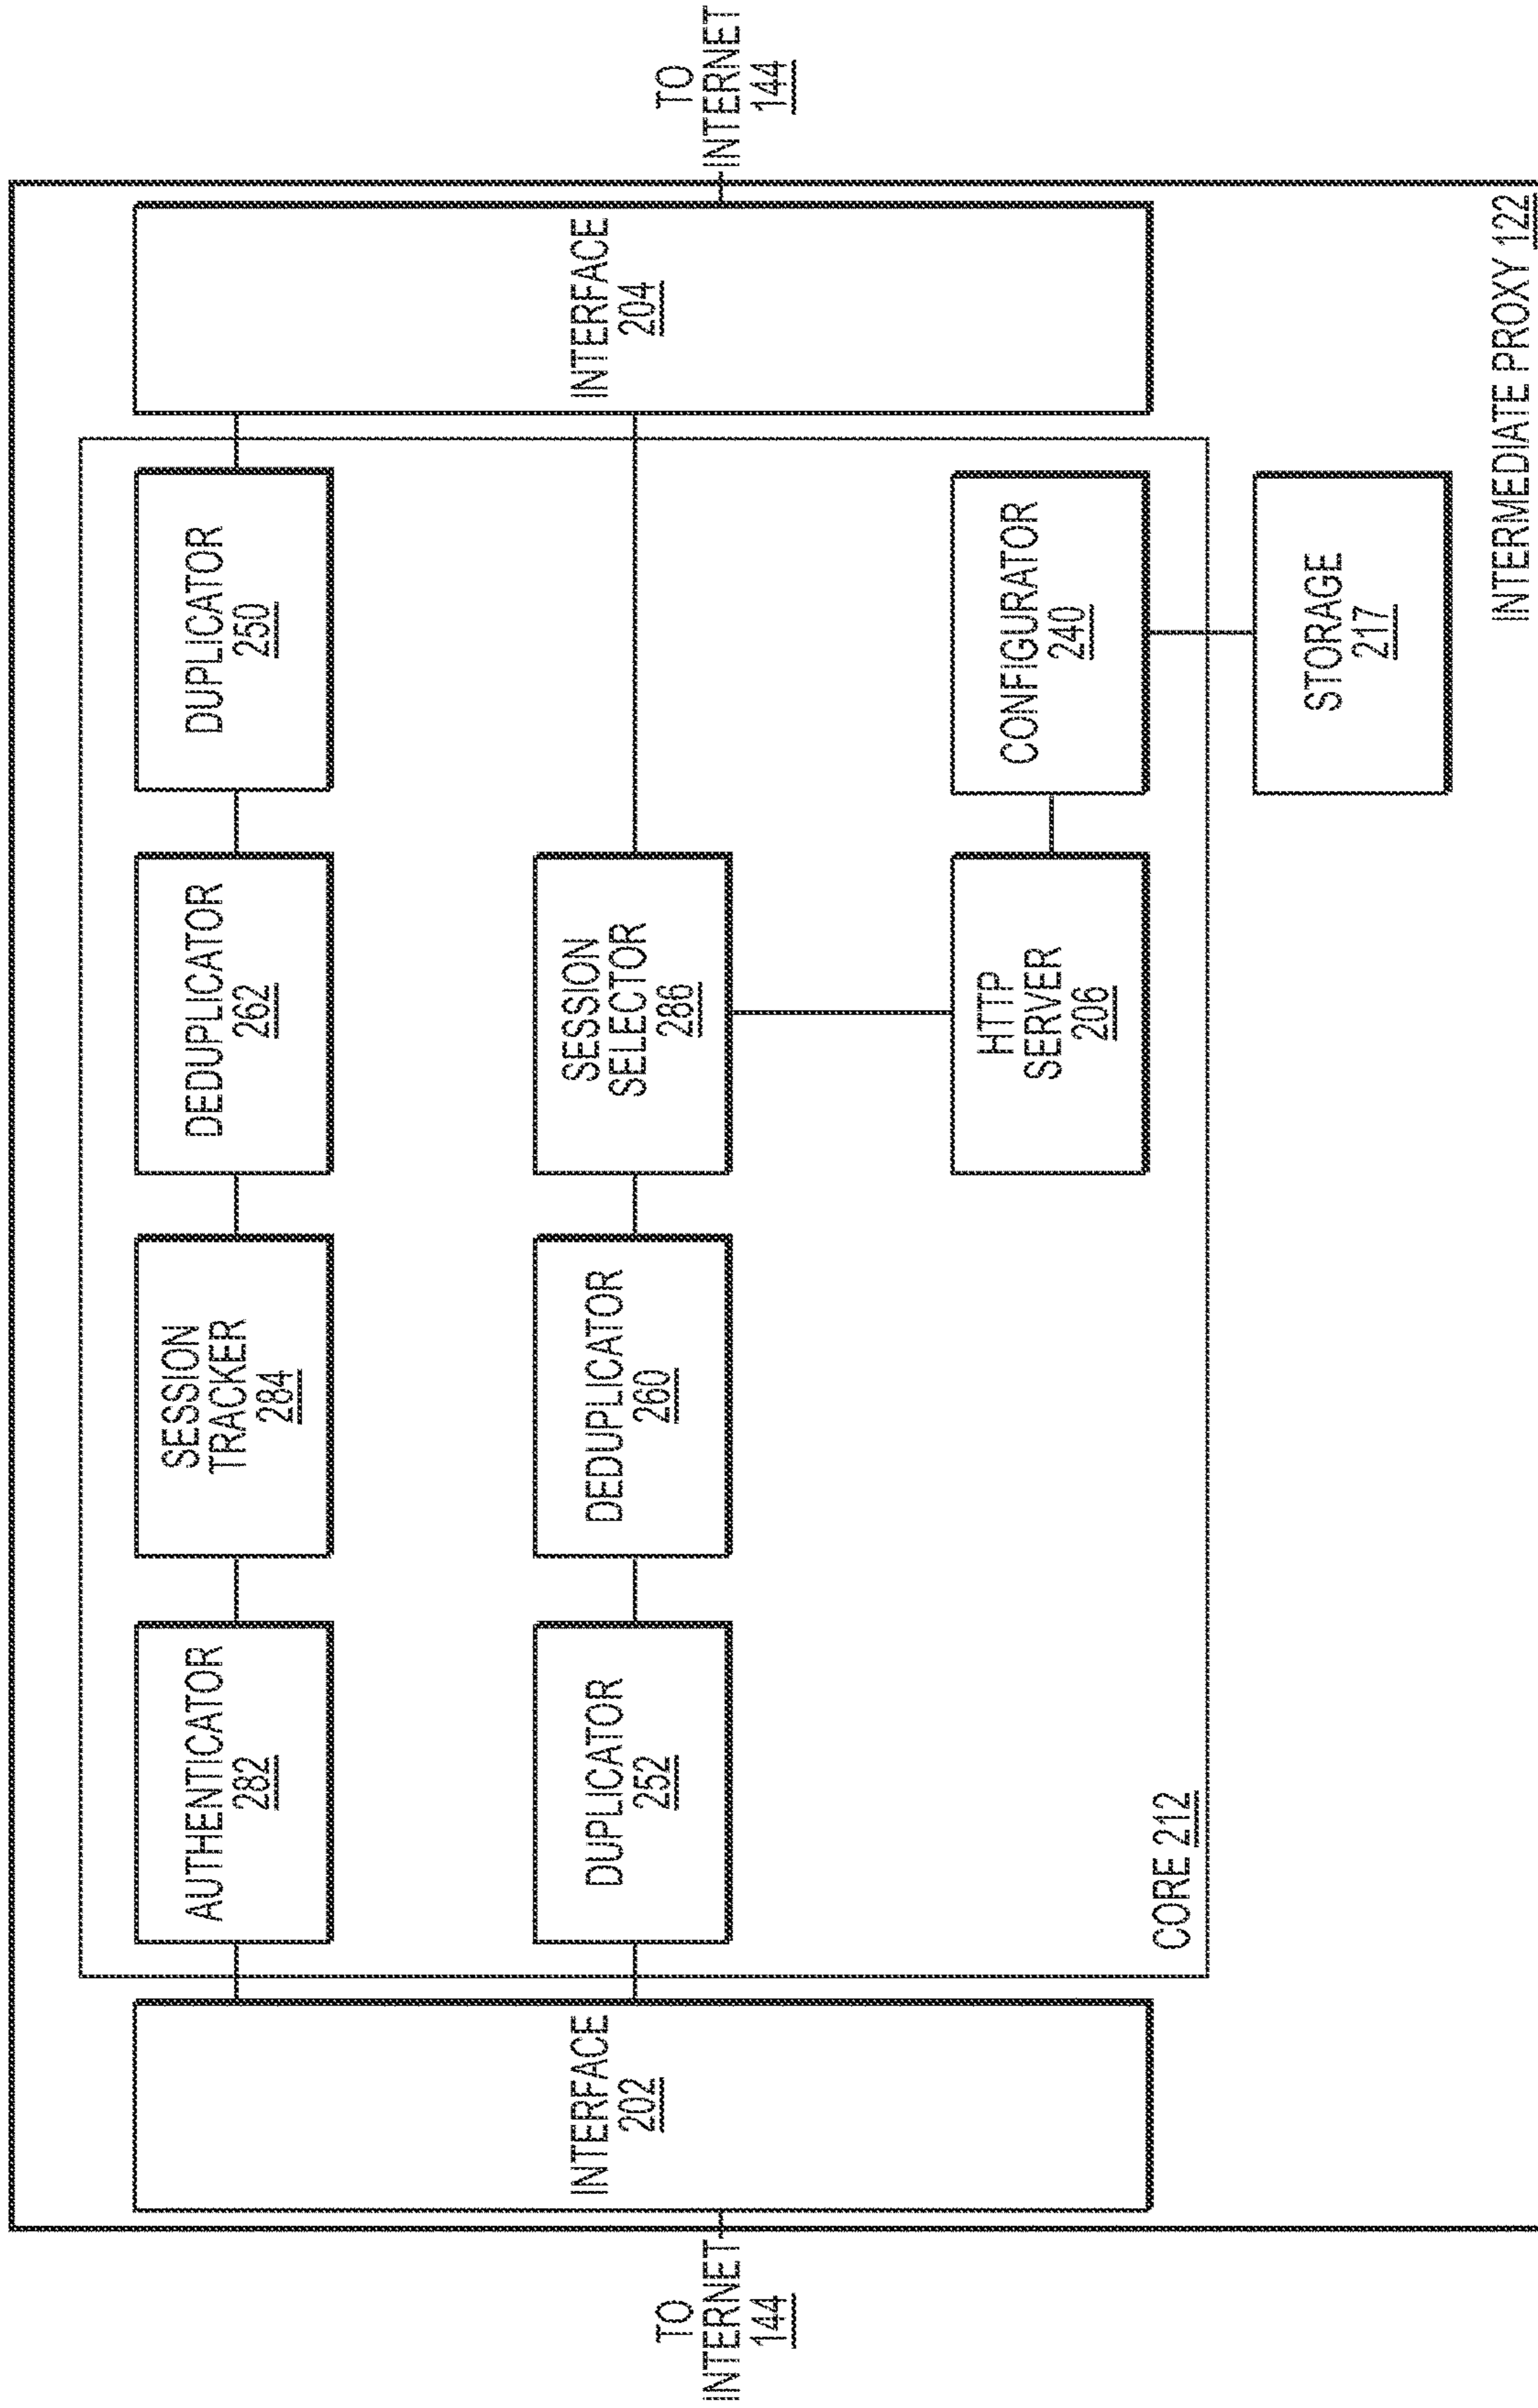 TO
INTERNET
144
INTERFACE
202
AUTHENTICATOR
282
SESSION
TRACKER
284
DEDUPLICATOR
262
DUPLICATOR
250
DUPLICATOR
252
DEDUPLICATOR
260
SESSION
SELECTOR
286
HTTP
SERVER
206
CONFIGURATOR
240
CORE 212
STORAGE
217
INTERFACE
204
TO
INTERNET
144
INTERMEDIATE PROXY 122